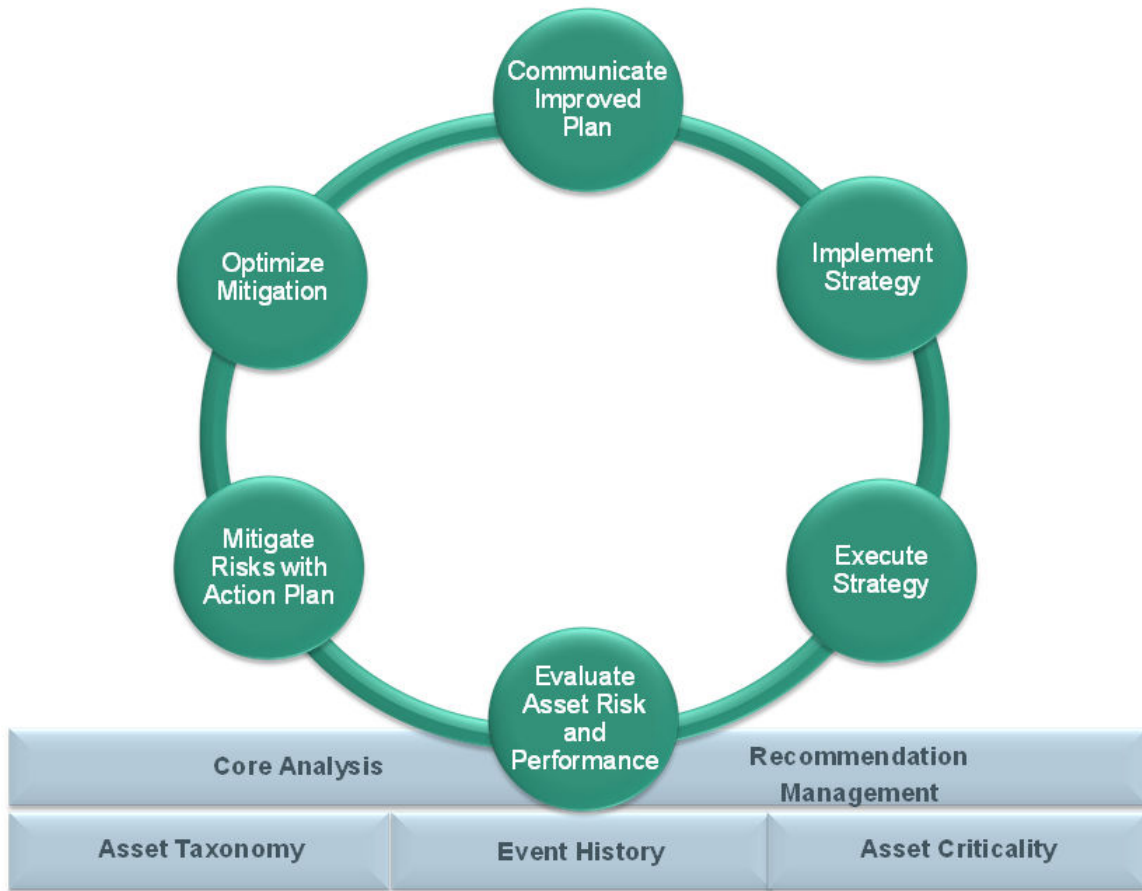 Communicate
Improved
Plan
Optimize
Mitigation
Implement
Strategy
Mitigate
Risks with
Action Plan
Execute
Strategy
Evaluate
Asset Risk
and
Performance
Core Analysis
Recommendation
Management
Asset Taxonomy
Event History
Asset Criticality